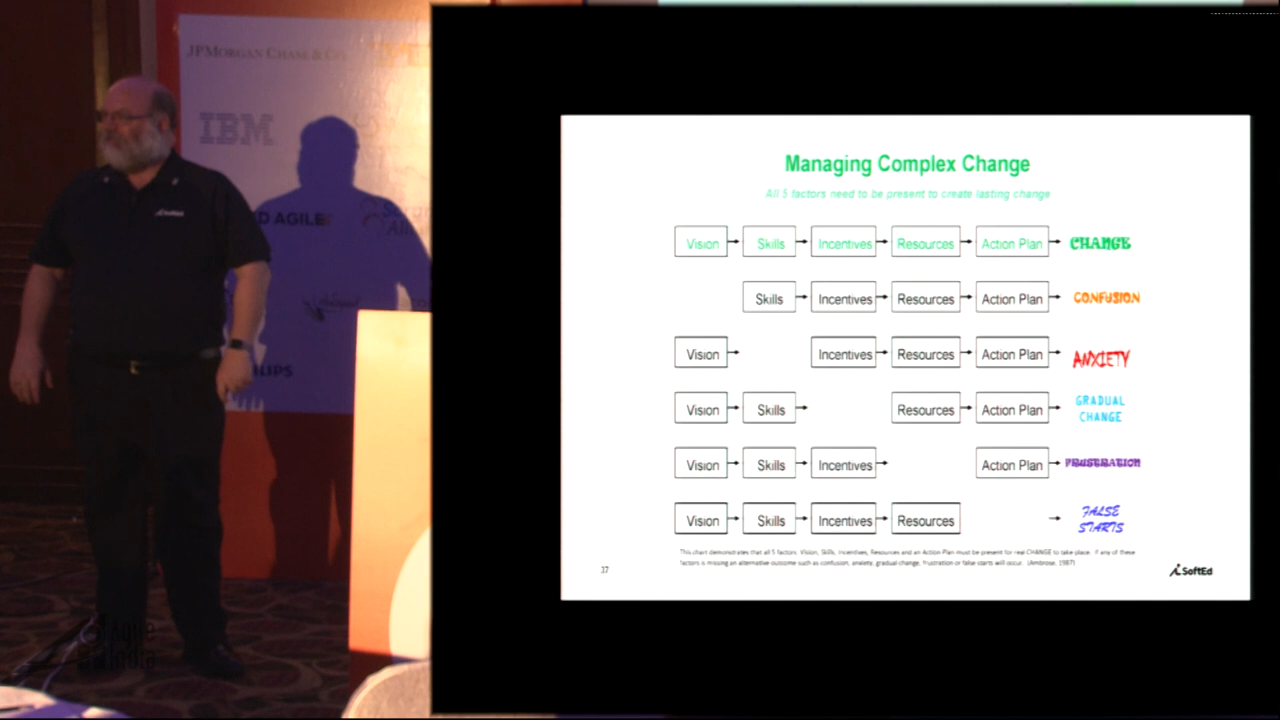 JPMORGAN CHASE & CO.
IBM
SoftEd
D AGILE
Agile
India
Managing Complex Change
All 5 factors need to be present to create lasting change
Vision Skills Incentives Resources Action Plan CHANGE
Skills Incentives Resources Action Plan CONFUSION
Vision Incentives Resources Action Plan ANXIETY
Vision Skills Resources Action Plan GRADUAL CHANGE
Vision Skills Incentives Action Plan FRUSTRATION
Vision Skills Incentives Resources FALSE STARTS
This chart demonstrates that all 5 factors: Vision, Skills, Incentives, Resources and an Action Plan must be present for real CHANGE to take place. If any of these
factors is missing an alternative outcome such as confusion, anxiety, gradual change, frustration or false starts will occur. (Ambrose, 1987)
37
SoftEd